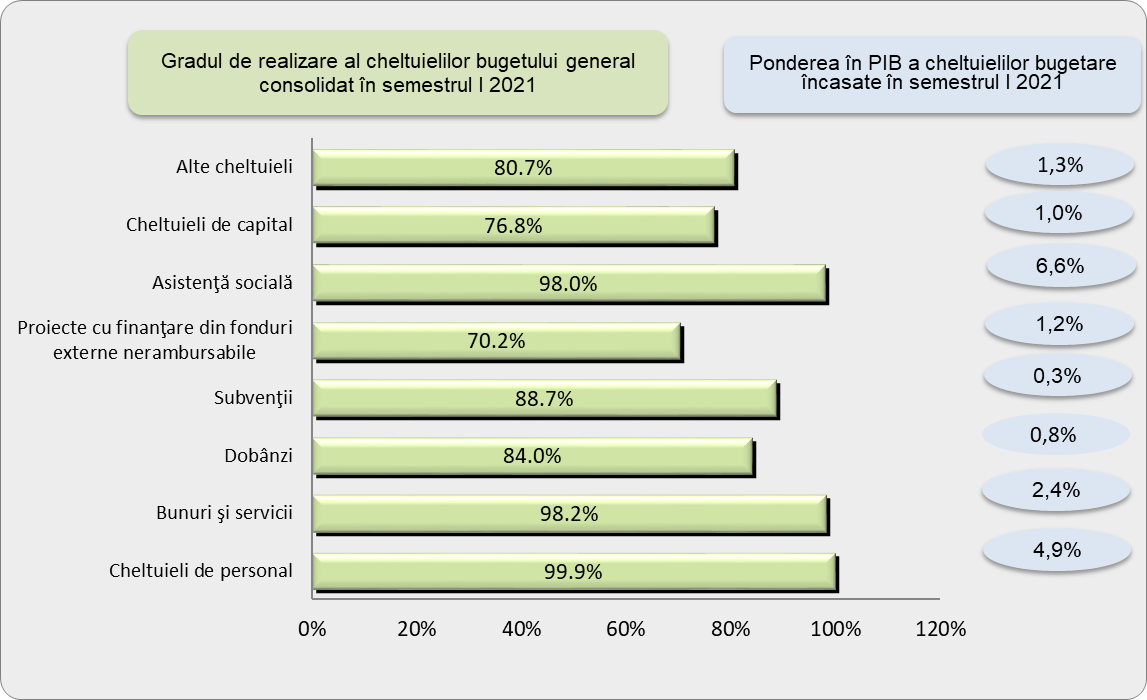 Gradul de realizare al cheltuielilor bugetului general
consolidat în semestrul I 2021
Ponderea în PIB a cheltuielilor bugetare
încasate în semestrul I 2021
Alte cheltuieli
80.7%
1,3%
Cheltuieli de capital
76.8%
1,0%
Asistenţă socială
98.0%
6,6%
Proiecte cu finanţare din fonduri
externe nerambursabile
70.2%
1,2%
Subvenţii
88.7%
0,3%
Dobânzi
84.0%
0,8%
Bunuri şi servicii
98.2%
2,4%
Cheltuieli de personal
99.9%
4,9%
0% 20% 40% 60% 80% 100% 120%